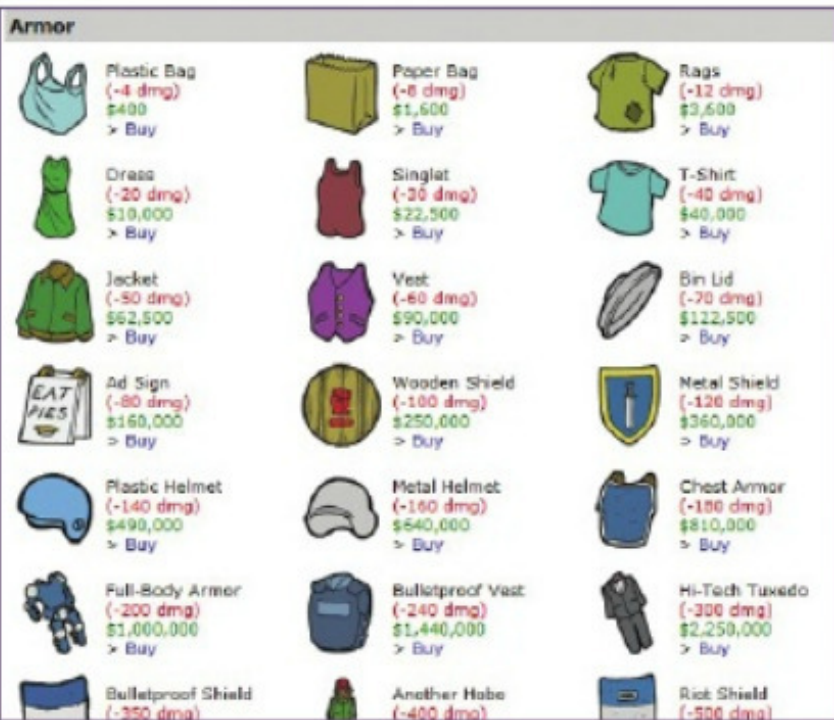 Armor
Plastic Bag
(-4 dmg)
$400
> Buy
Paper Bag
(-8 dmg)
$1,600
> Buy
Rags
(-12 dmg)
$3,600
> Buy
Dress
(-20 dmg)
$10,000
> Buy
Singlet
(-30 dmg)
$22,500
> Buy
T-Shirt
(-40 dmg)
$40,000
> Buy
Jacket
(-50 dmg)
$62,500
> Buy
Vest
(-60 dmg)
$90,000
> Buy
Bin Lid
(-70 dmg)
$122,500
> Buy
EAT
PIES
Ad Sign
(-80 dmg)
$160,000
> Buy
Wooden Shield
(-100 dmg)
$250,000
> Buy
Metal Shield
(-120 dmg)
$360,000
> Buy
Plastic Helmet
(-140 dmg)
$490,000
> Buy
Metal Helmet
(-160 dmg)
$640,000
> Buy
Chest Armor
(-180 dmg)
$810,000
> Buy
Full-Body Armor
(-200 dmg)
$1,000,000
> Buy
Bulletproof Vest
(-240 dmg)
$1,440,000
> Buy
Hi-Tech Tuxedo
(-300 dmg)
$2,250,000
> Buy
Bulletproof Shield
(-350 dmg)
Another Hobo
(-400 dmg)
Riot Shield
(-500 dmg)